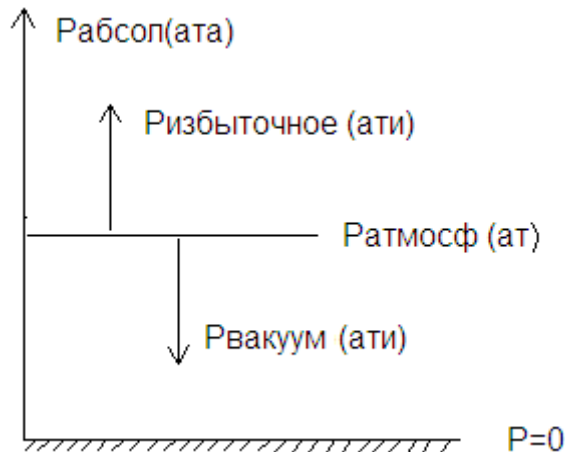 Рабсол(ата)
Ризбыточное (ати)
Ратмосф (ат)
Рвакуум (ати)
Р=0